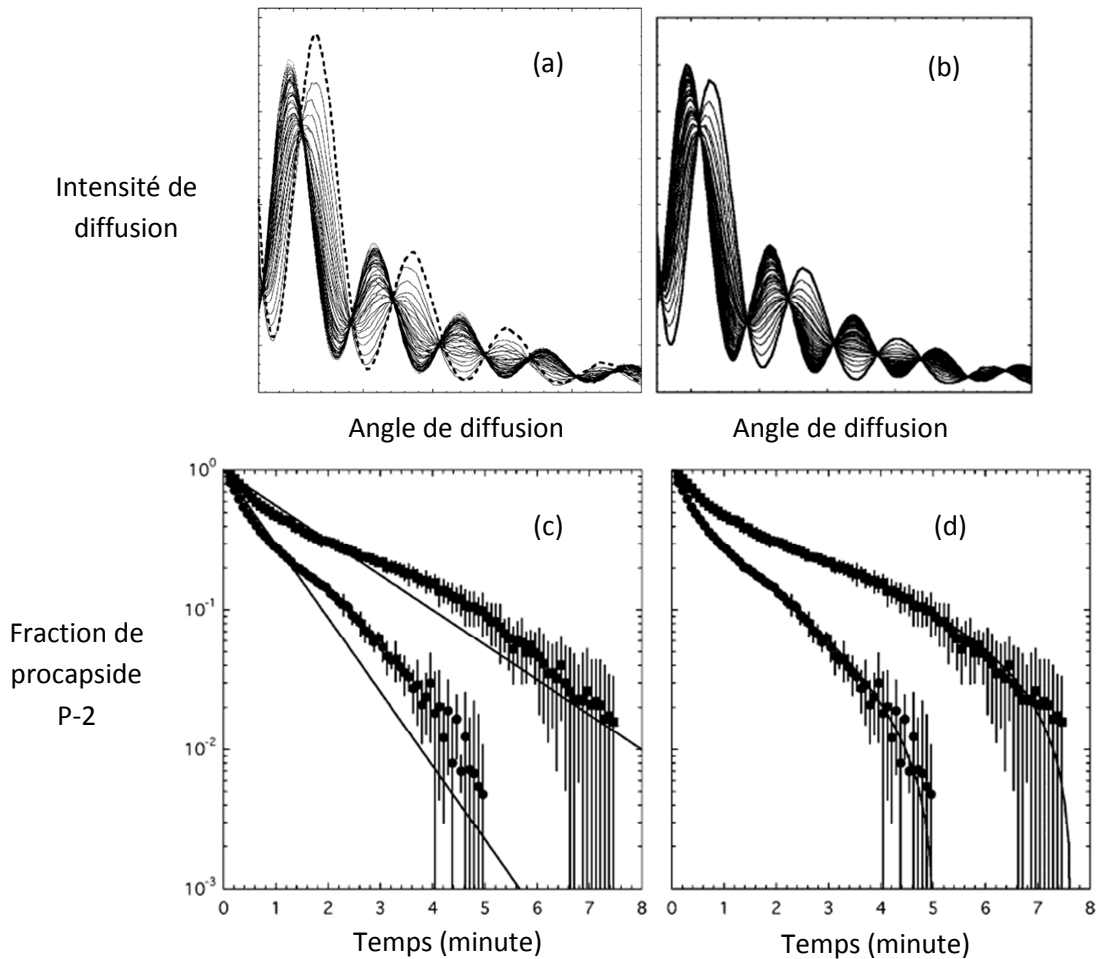 (a)
(b)
Intensité de
diffusion
Angle de diffusion
Angle de diffusion
10⁰
10⁻¹
10⁻²
10⁻³
(c)
(d)
Fraction de
procapside
P-2
0 1 2 3 4 5 6 7 8
0 1 2 3 4 5 6 7 8
Temps (minute)
Temps (minute)